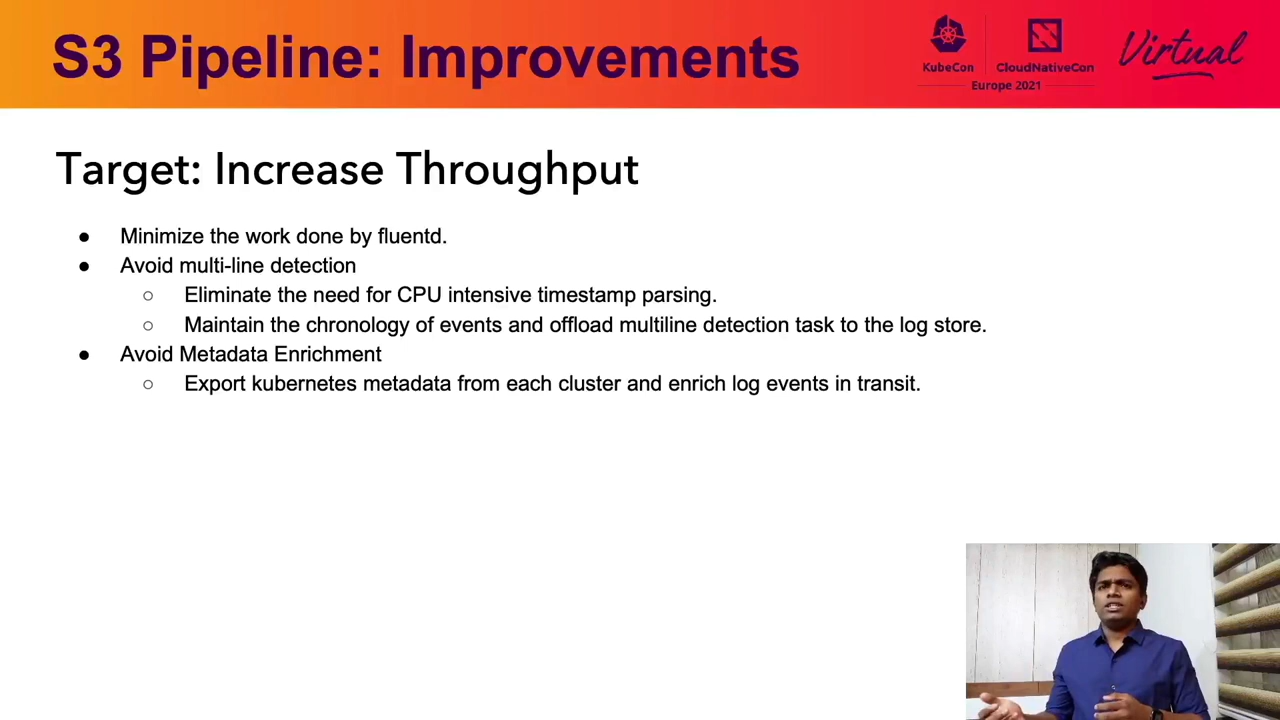 S3 Pipeline: Improvements
KubeCon
CloudNativeCon
Europe 2021
Virtual
Target: Increase Throughput
● Minimize the work done by fluentd.
● Avoid multi-line detection
○ Eliminate the need for CPU intensive timestamp parsing.
○ Maintain the chronology of events and offload multiline detection task to the log store.
● Avoid Metadata Enrichment
○ Export kubernetes metadata from each cluster and enrich log events in transit.